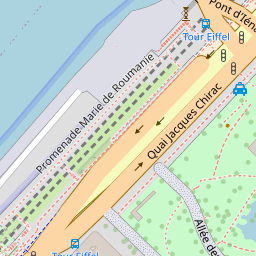 Pont d'Iéna
Tour Eiffel
Promenade Marie de Roumanie
Quai Jacques Chirac
Allée des
Tour Eiffel